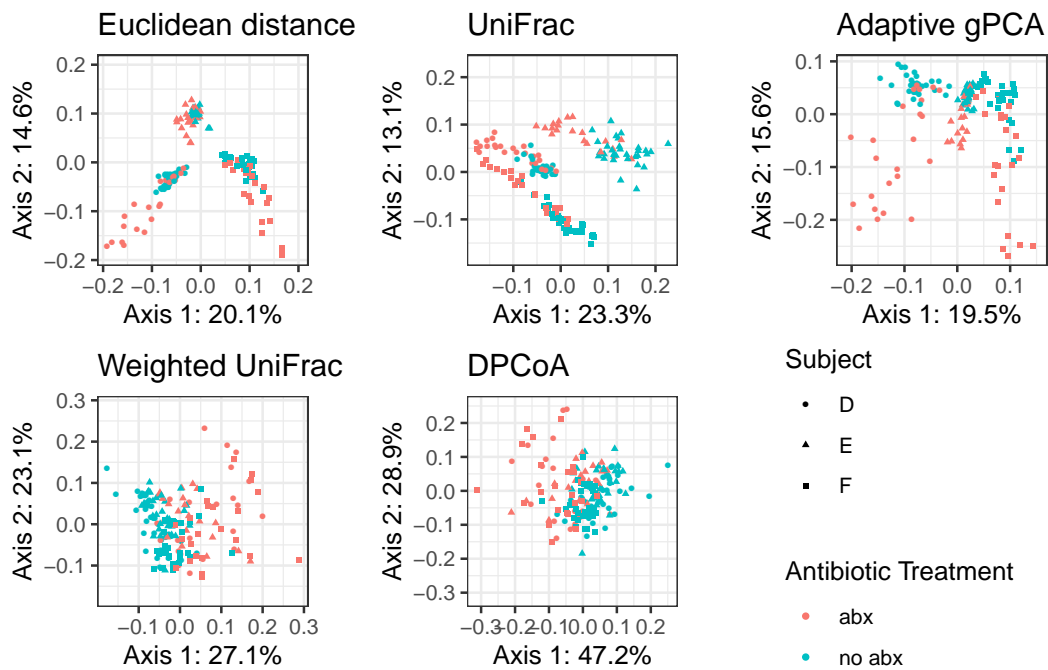 Euclidean distance
UniFrac
Adaptive gPCA
Axis 2: 14.6%
0.2
0.1
0.0
−0.1
−0.2
−0.2 −0.1 0.0 0.1 0.2
Axis 1: 20.1%
Axis 2: 13.1%
0.2
0.1
0.0
−0.1
−0.1 0.0 0.1 0.2
Axis 1: 23.3%
Axis 2: 15.6%
0.1
0.0
−0.1
−0.2
−0.2 −0.1 0.0 0.1
Axis 1: 19.5%
Weighted UniFrac
DPCoA
Axis 2: 23.1%
0.3
0.2
0.1
0.0
−0.1
−0.1 0.0 0.1 0.2 0.3
Axis 1: 27.1%
Axis 2: 28.9%
0.2
0.1
0.0
−0.1
−0.2
−0.3
−0.3 −0.2 −0.1 0.0 0.1 0.2
Axis 1: 47.2%
Subject
D
E
F
Antibiotic Treatment
abx
no abx